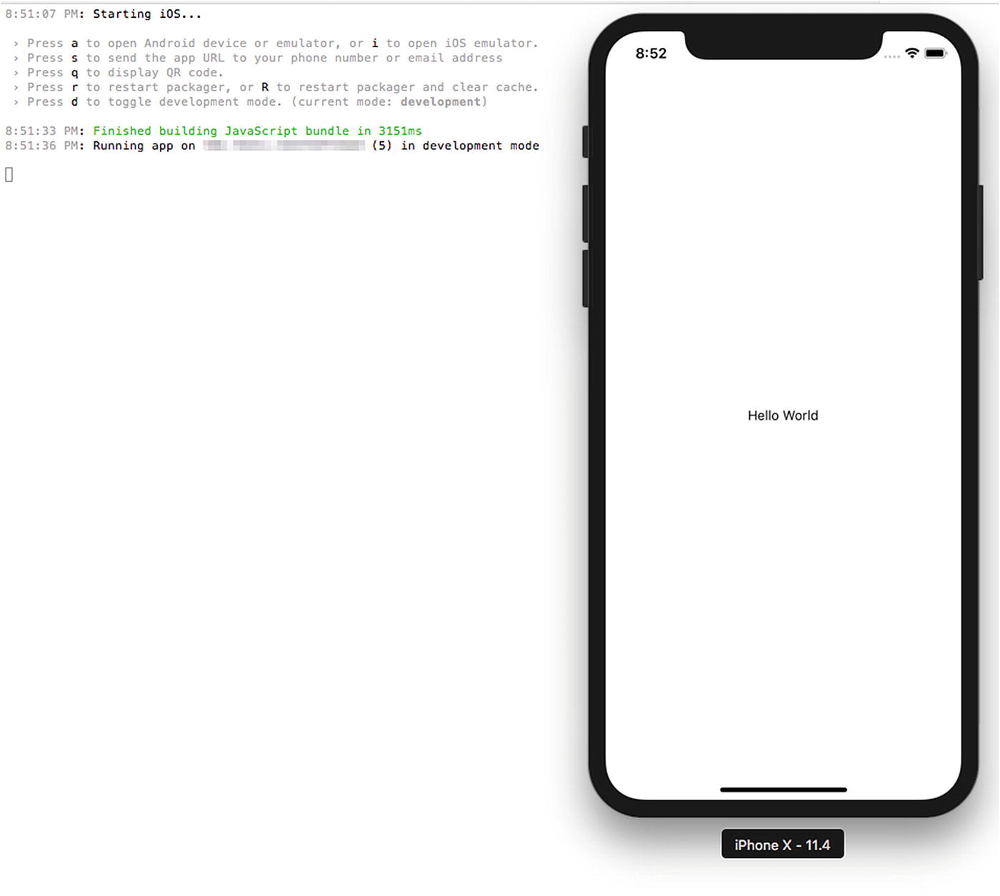 8:51:07 PM: Starting iOS...
› Press a to open Android device or emulator, or i to open iOS emulator.
› Press s to send the app URL to your phone number or email address
› Press q to display QR code.
› Press r to restart packager, or R to restart packager and clear cache.
› Press d to toggle development mode. (current mode: development)
8:51:33 PM: Finished building JavaScript bundle in 3151ms
8:51:36 PM: Running app on (5) in development mode
8:52
Hello World
iPhone X - 11.4